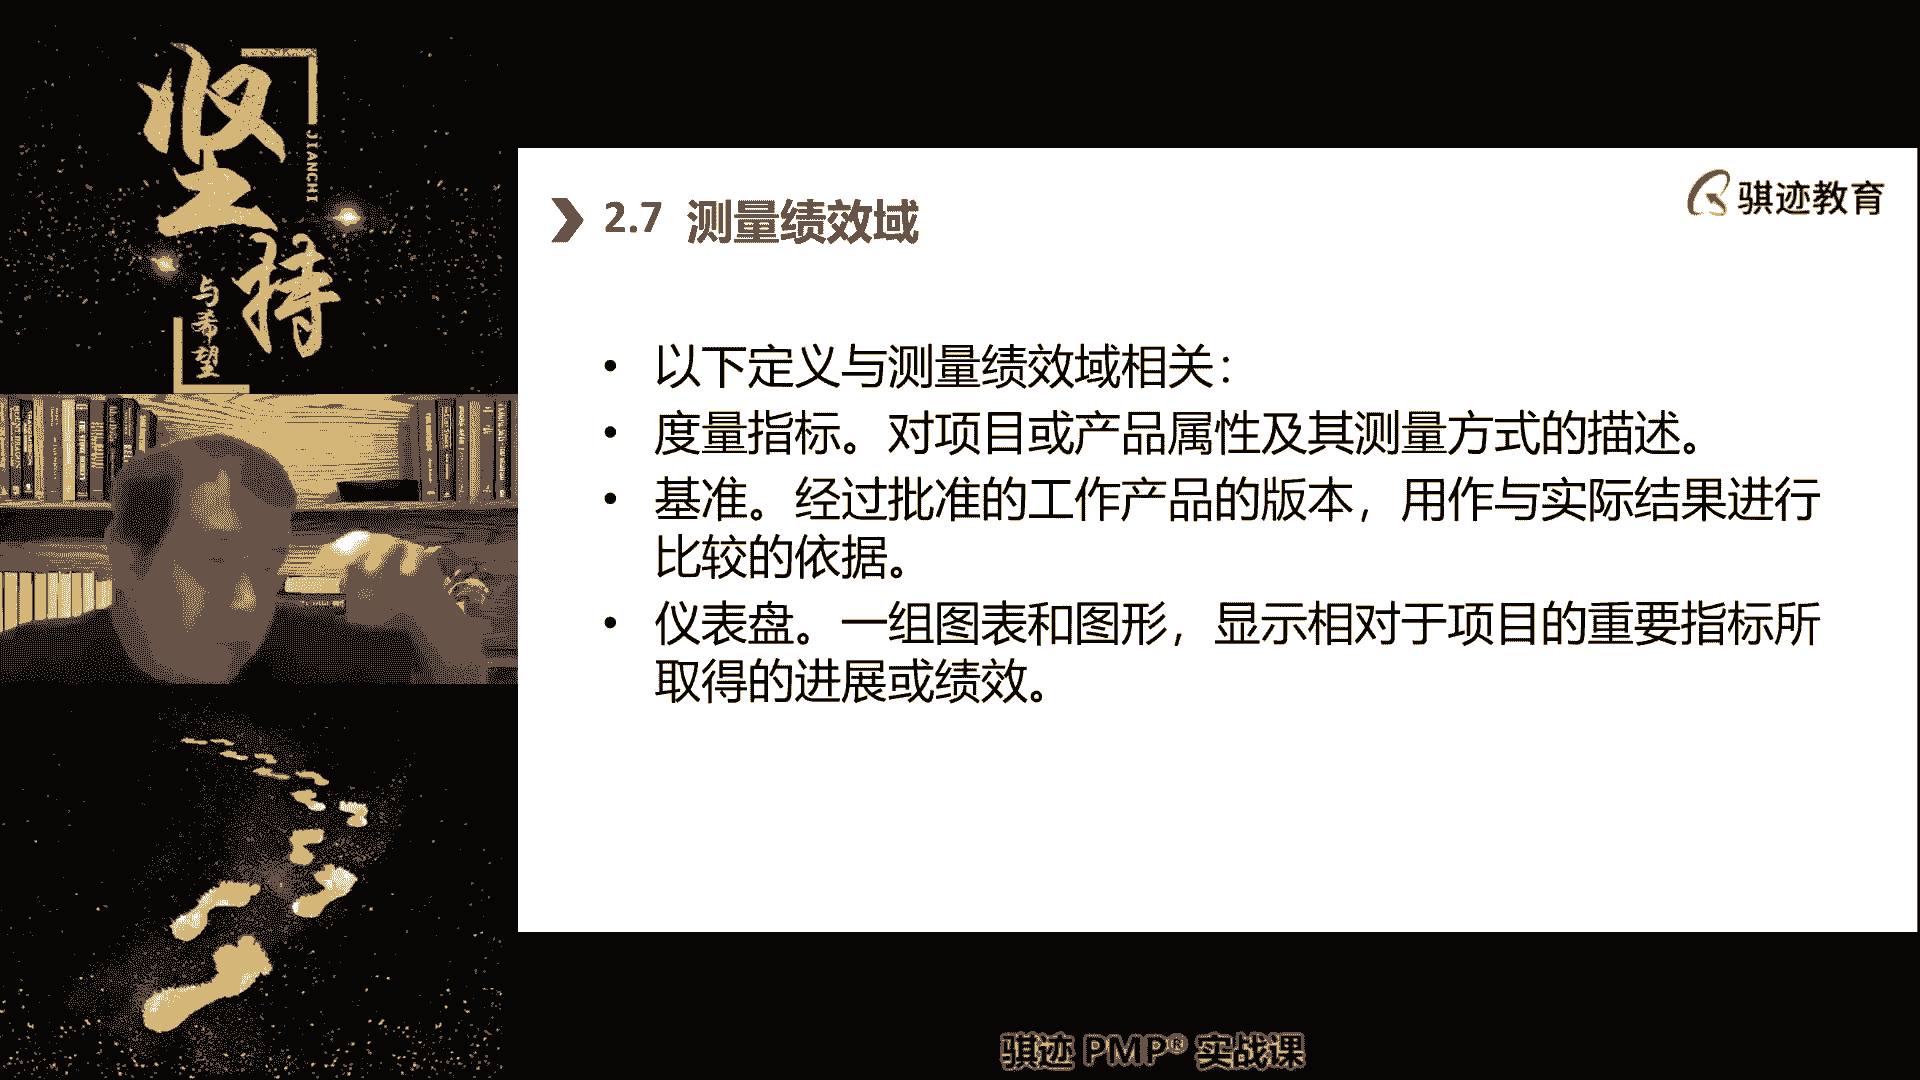 坚持
JIANCHI
与希望
骐迹教育
2.7 测量绩效域
• 以下定义与测量绩效域相关：
• 度量指标。对项目或产品属性及其测量方式的描述。
• 基准。经过批准的工作产品的版本，用作与实际结果进行
比较的依据。
• 仪表盘。一组图表和图形，显示相对于项目的重要指标所
取得的进展或绩效。
骐迹 PMP® 实战课